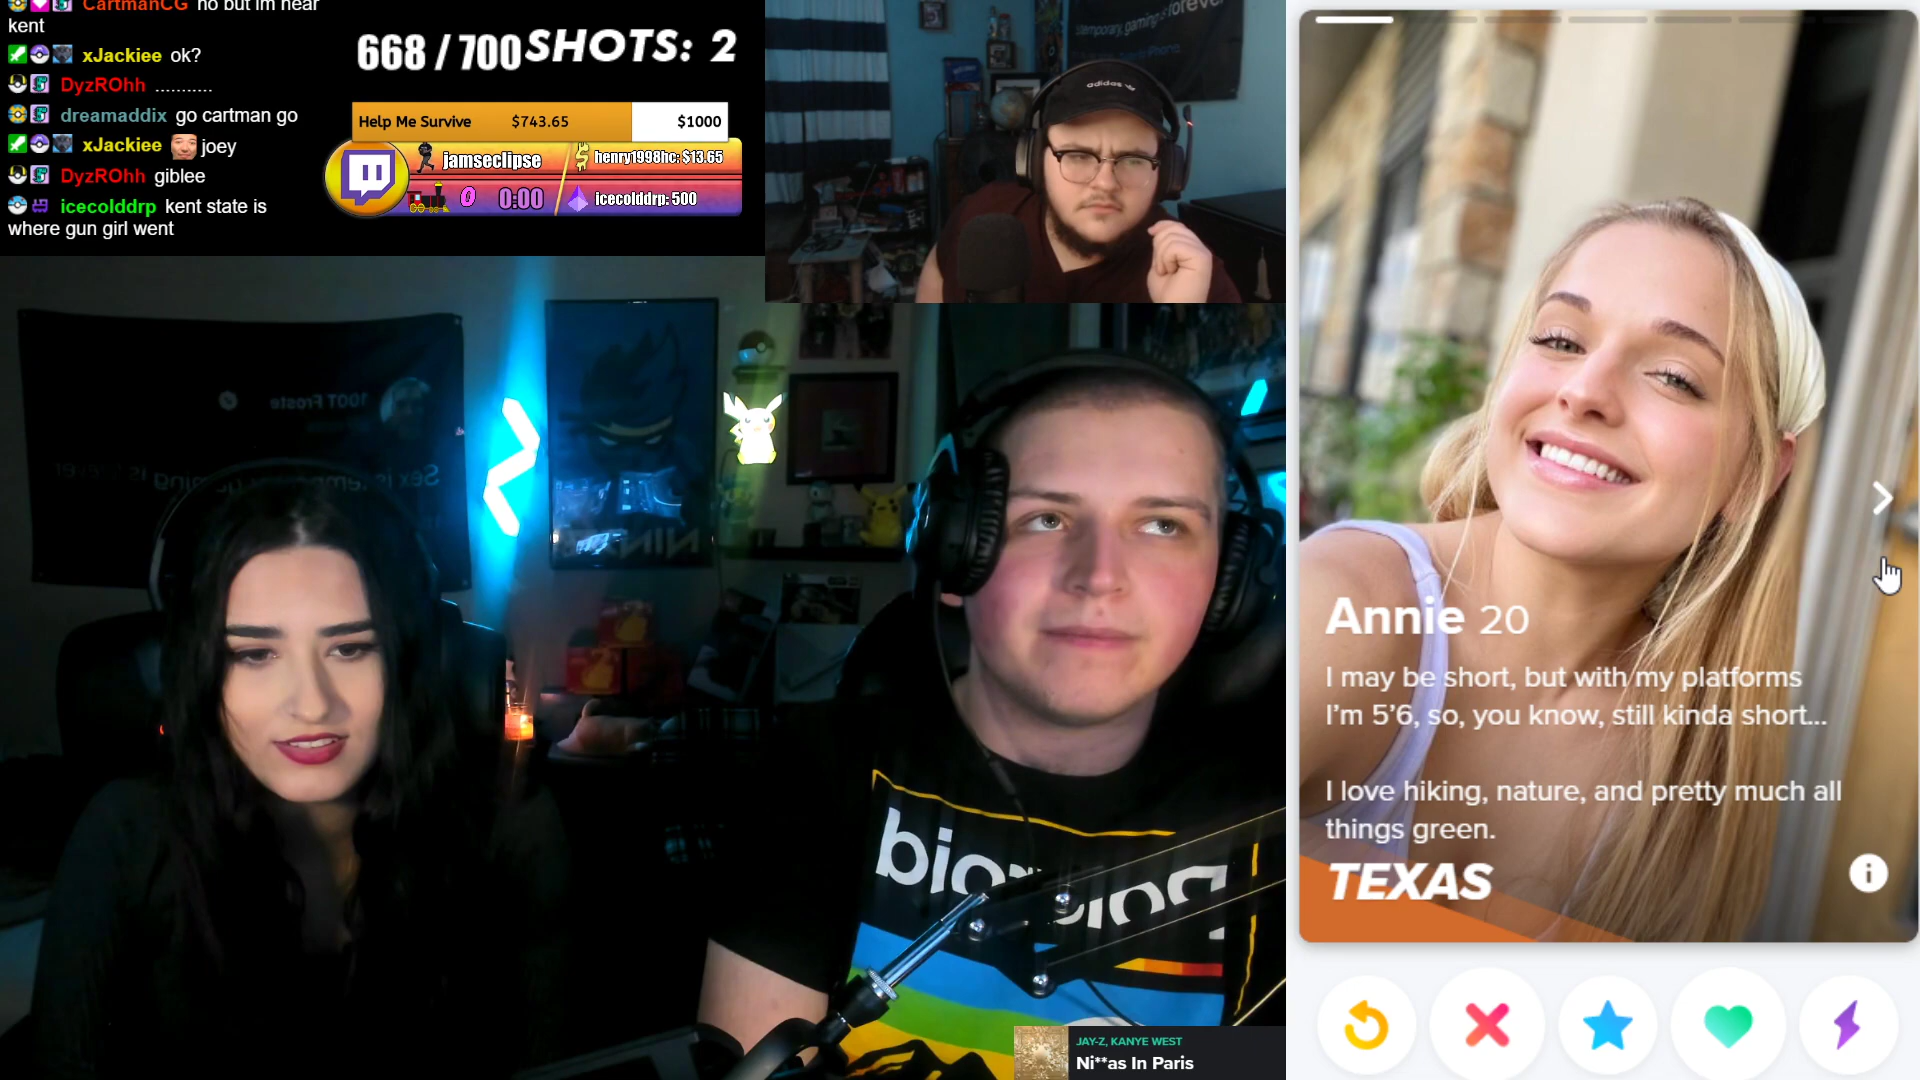 CartmanCG no but im near
kent
xJackiee ok?
DyzROhh ...........
dreamaddix go cartman go
xJackiee joey
DyzROhh giblee
icecolddrp kent state is
where gun girl went
668 / 700 SHOTS: 2
Help Me Survive $743.65 $1000
jamseclipse
henry1998hc: $13.65
0 0:00
icecolddrp: 500
adidas
Annie 20
I may be short, but with my platforms
I'm 5'6, so, you know, still kinda short...
I love hiking, nature, and pretty much all
things green.
TEXAS
JAY-Z, KANYE WEST
Ni**as In Paris